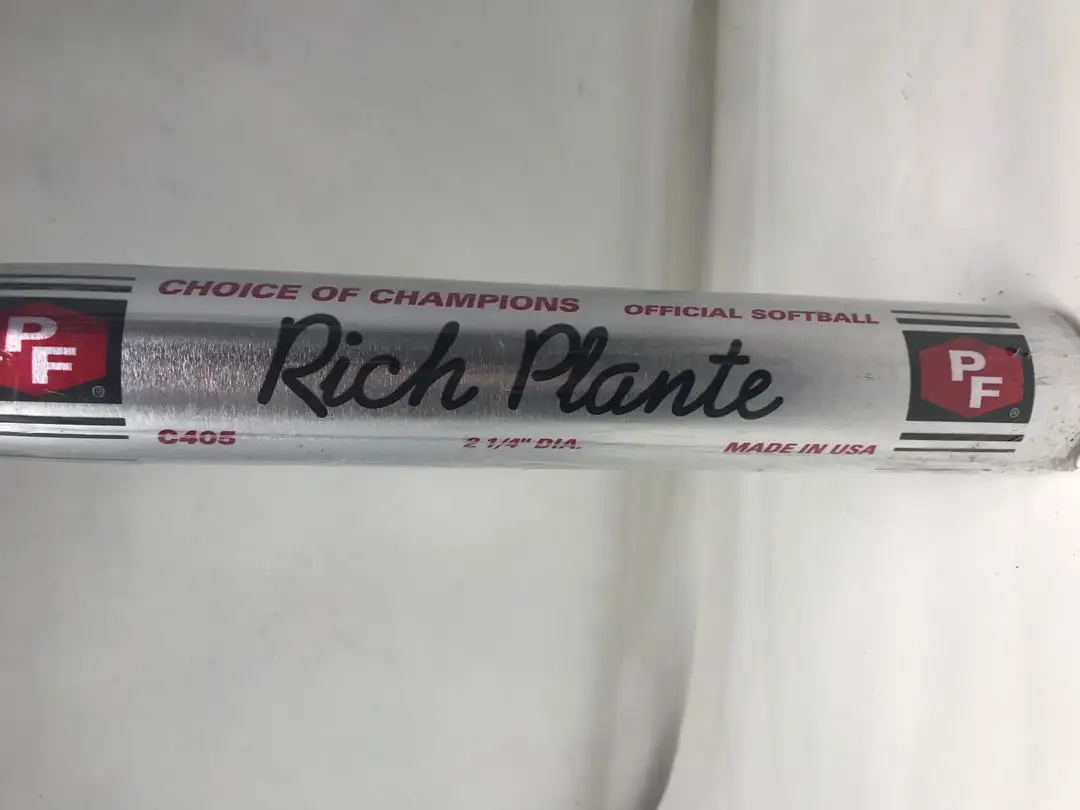 CHOICE OF CHAMPIONS OFFICIAL SOFTBALL
PF ®
Rich Plante
PF ®
C405 2 1/4" DIA. MADE IN USA